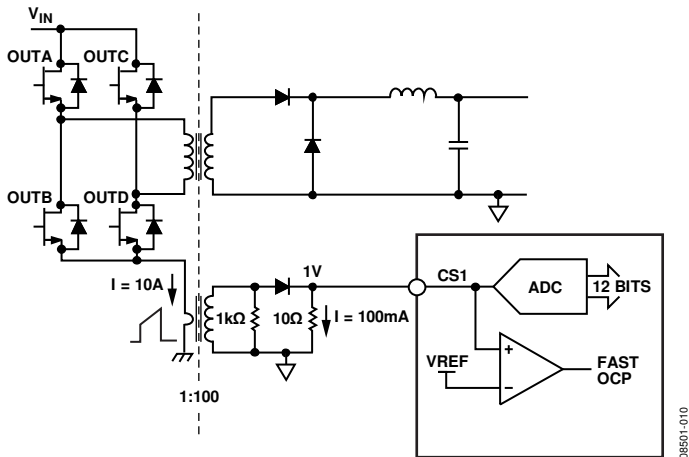 VIN
OUTA OUTC
OUTB OUTD
I = 10A
1kΩ
10Ω
1V
I = 100mA
1:100
CS1
ADC
12 BITS
VREF
+
−
FAST
OCP
08501-010